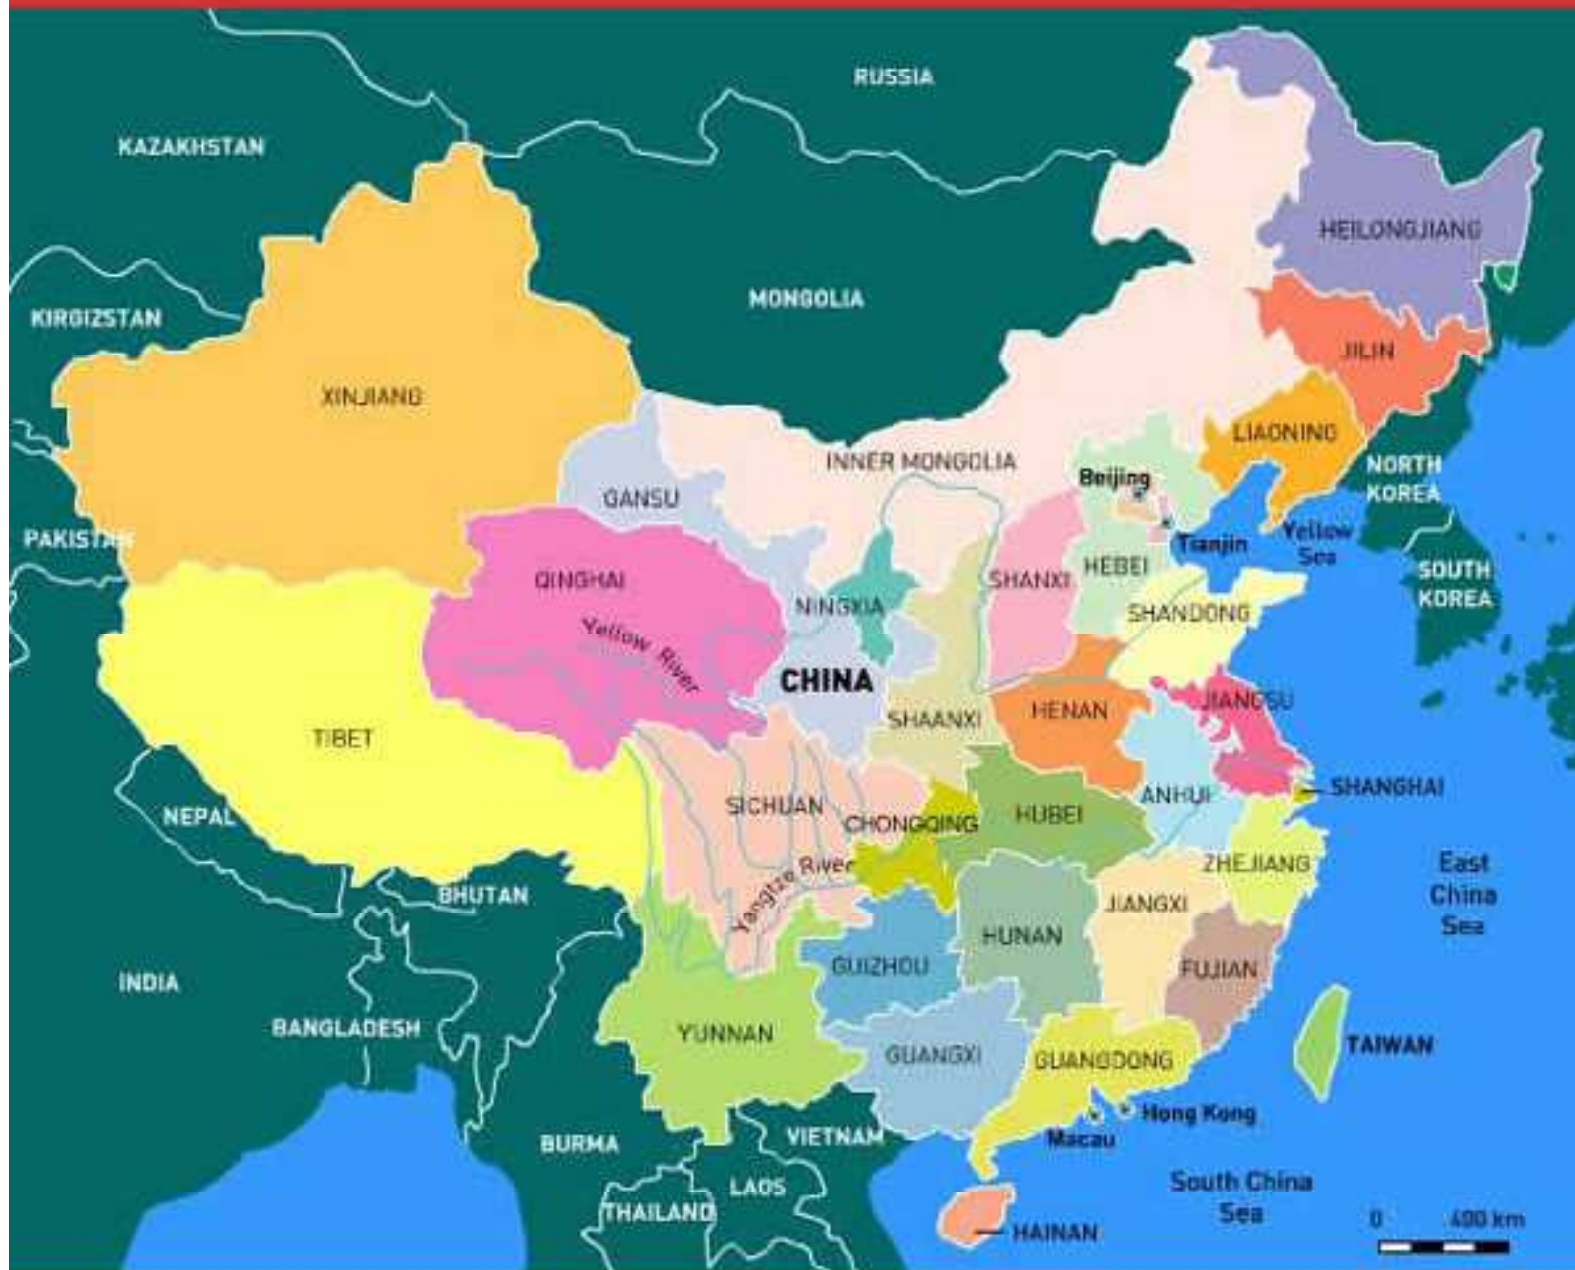 RUSSIA
KAZAKHSTAN
HEILONGJIANG
MONGOLIA
KIRGIZSTAN
JILIN
XINJIANG
LIAONING
INNER MONGOLIA
NORTH
KOREA
Beijing
GANSU
PAKISTAN
Yellow
Sea
Tianjin
HEBEI
SHANXI
QINGHAI
SOUTH
KOREA
NINGXIA
SHANDONG
Yellow River
CHINA
JIANGSU
HENAN
SHAANXI
TIBET
SHANGHAI
ANHUI
SICHUAN
HUBEI
NEPAL
CHONGQING
ZHEJIANG
Yangtze River
East
China
Sea
BHUTAN
JIANGXI
HUNAN
GUIZHOU
FUJIAN
INDIA
BANGLADESH
YUNNAN
TAIWAN
GUANGXI
GUANGDONG
Hong Kong
Macau
VIETNAM
BURMA
LAOS
South China
Sea
THAILAND
0 400 km
HAINAN